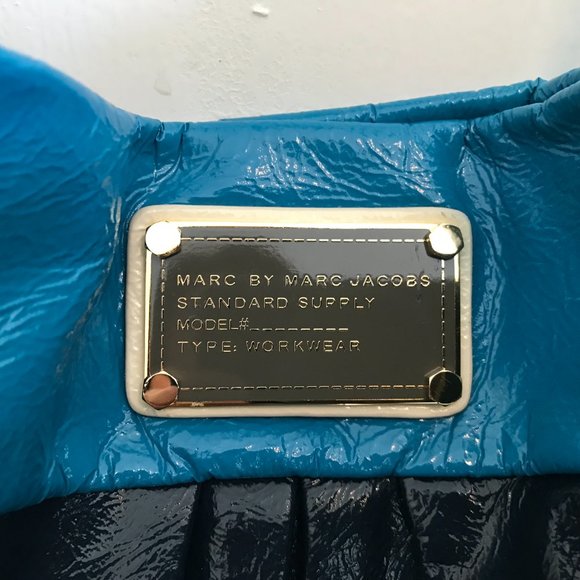 MARC BY MARC JACOBS
STANDARD SUPPLY
MODEL#________
TYPE: WORKWEAR